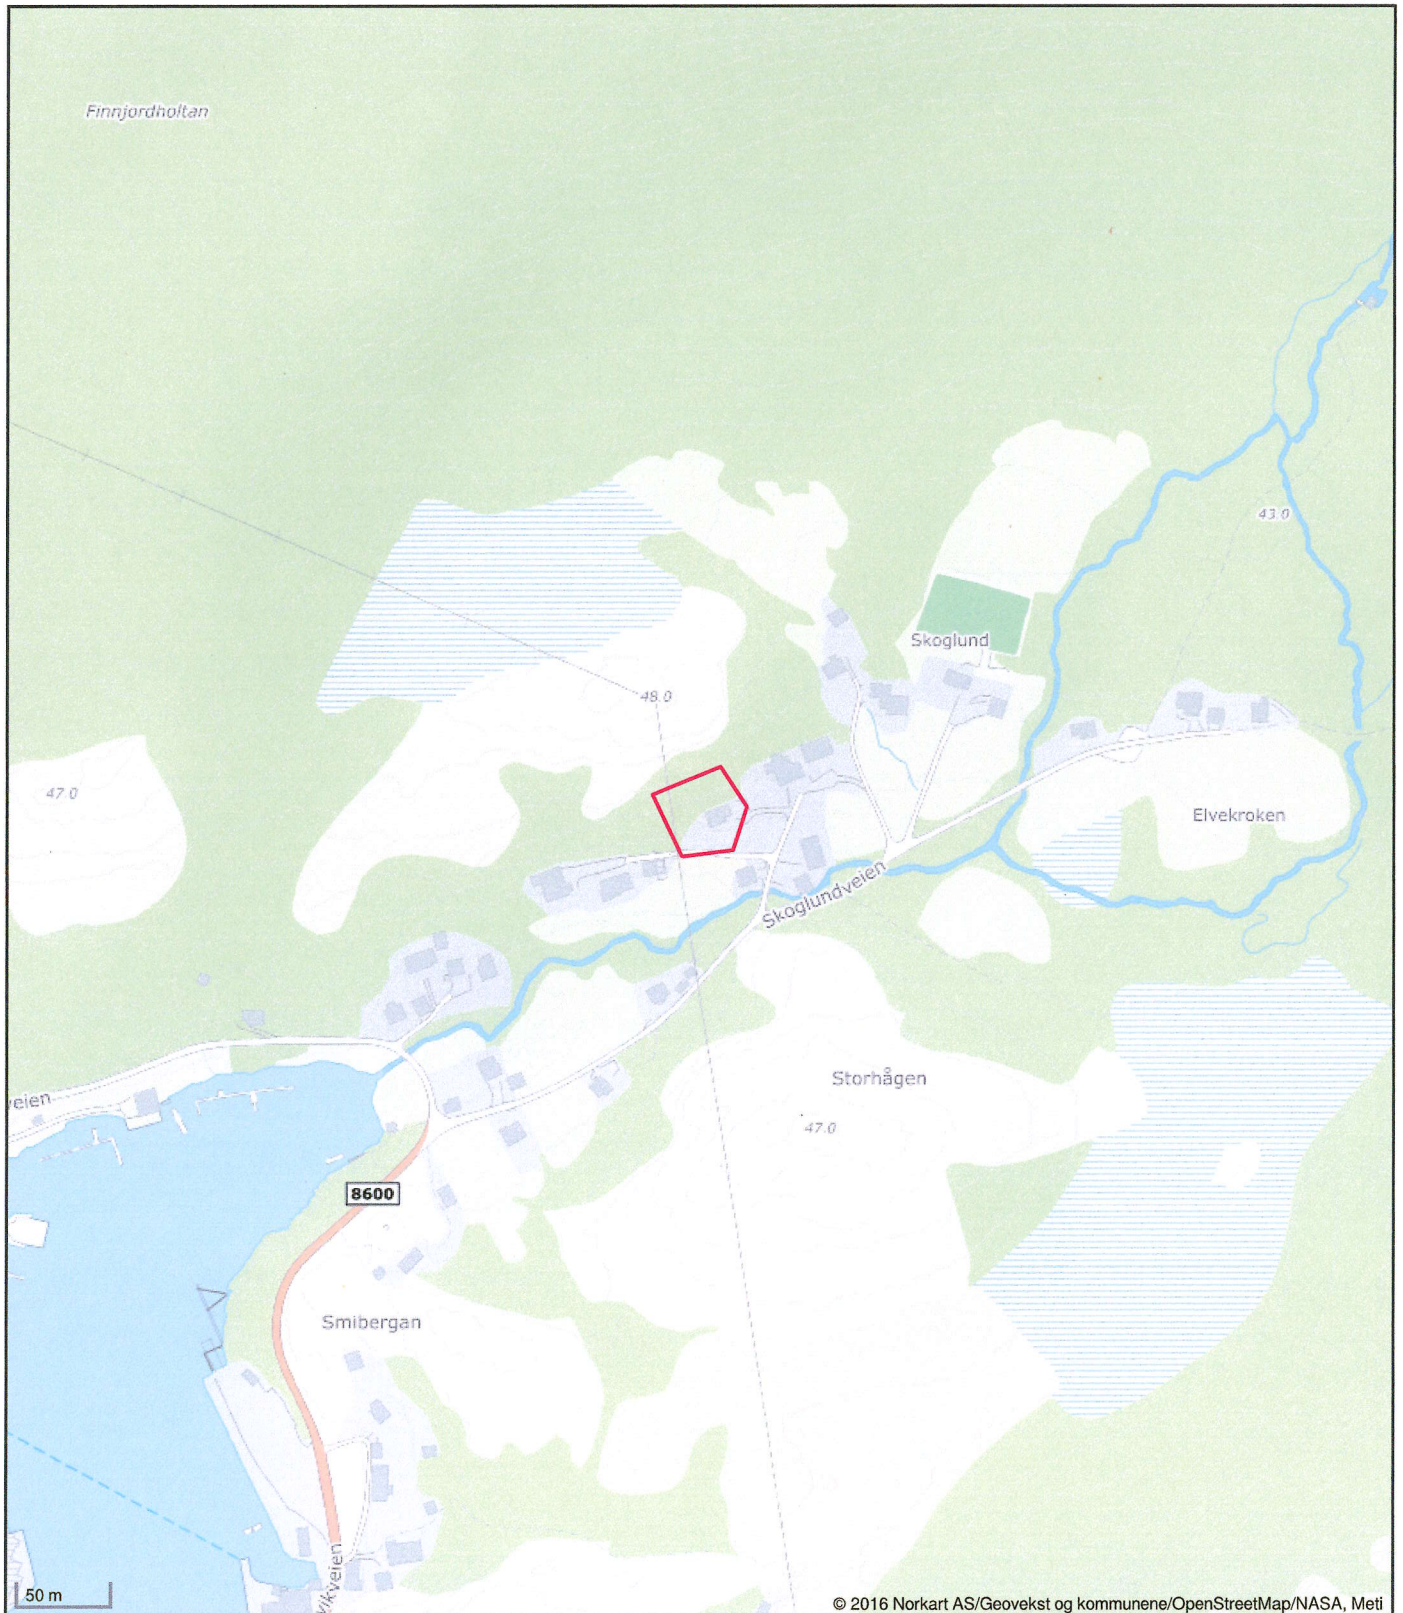 Finnjordholtan
43.0
Skoglund
48.0
47.0
Elvekroken
Skoglundveien
Storhågen
veien
47.0
8600
Smibergan
vikveien
50 m
© 2016 Norkart AS/Geovekst og kommunene/OpenStreetMap/NASA, Meti